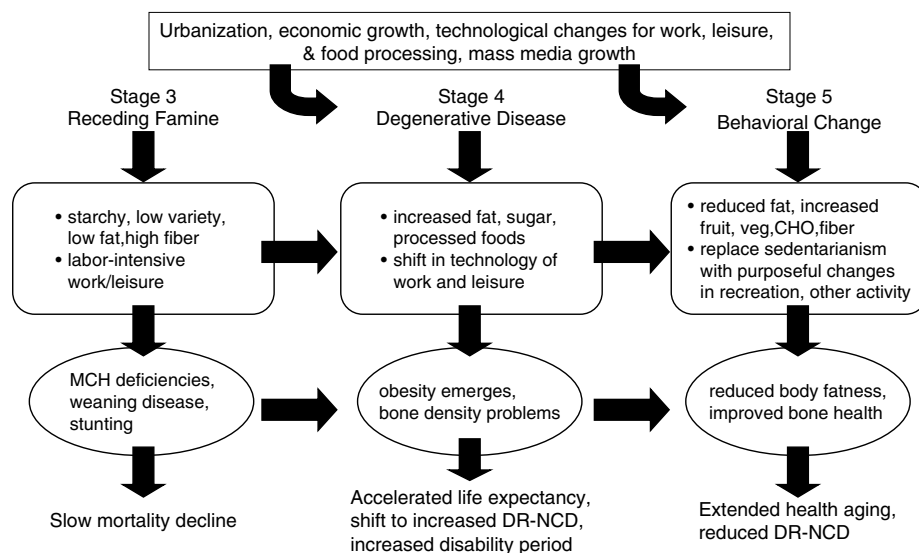 Urbanization, economic growth, technological changes for work, leisure,
& food processing, mass media growth
Stage 3
Receding Famine
Stage 4
Degenerative Disease
Stage 5
Behavioral Change
• starchy, low variety,
low fat,high fiber
• labor-intensive
work/leisure
• increased fat, sugar,
processed foods
• shift in technology of
work and leisure
• reduced fat, increased
fruit, veg,CHO,fiber
• replace sedentarianism
with purposeful changes
in recreation, other activity
MCH deficiencies,
weaning disease,
stunting
obesity emerges,
bone density problems
reduced body fatness,
improved bone health
Slow mortality decline
Accelerated life expectancy,
shift to increased DR-NCD,
increased disability period
Extended health aging,
reduced DR-NCD